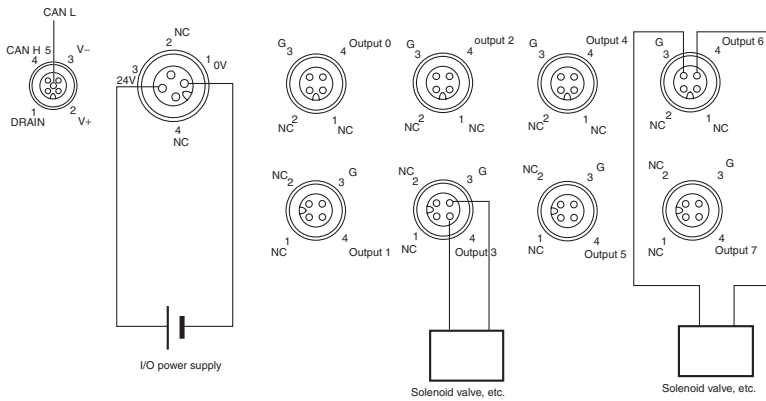 CAN L
CAN H 5 V–
4 3
1 2
DRAIN V+
NC
2
3 1 0V
24V
4
NC
G Output 0
3 4
2 1
NC NC
G output 2
3 4
2 1
NC NC
G Output 4
3 4
2 1
NC NC
G Output 6
3 4
2 1
NC NC
NC 2 3 G
1 4
NC Output 1
NC 2 3 G
1 4
NC Output 3
NC 2 3 G
1 4
NC Output 5
NC 2 3 G
1 4
NC Output 7
I/O power supply
Solenoid valve, etc.
Solenoid valve, etc.